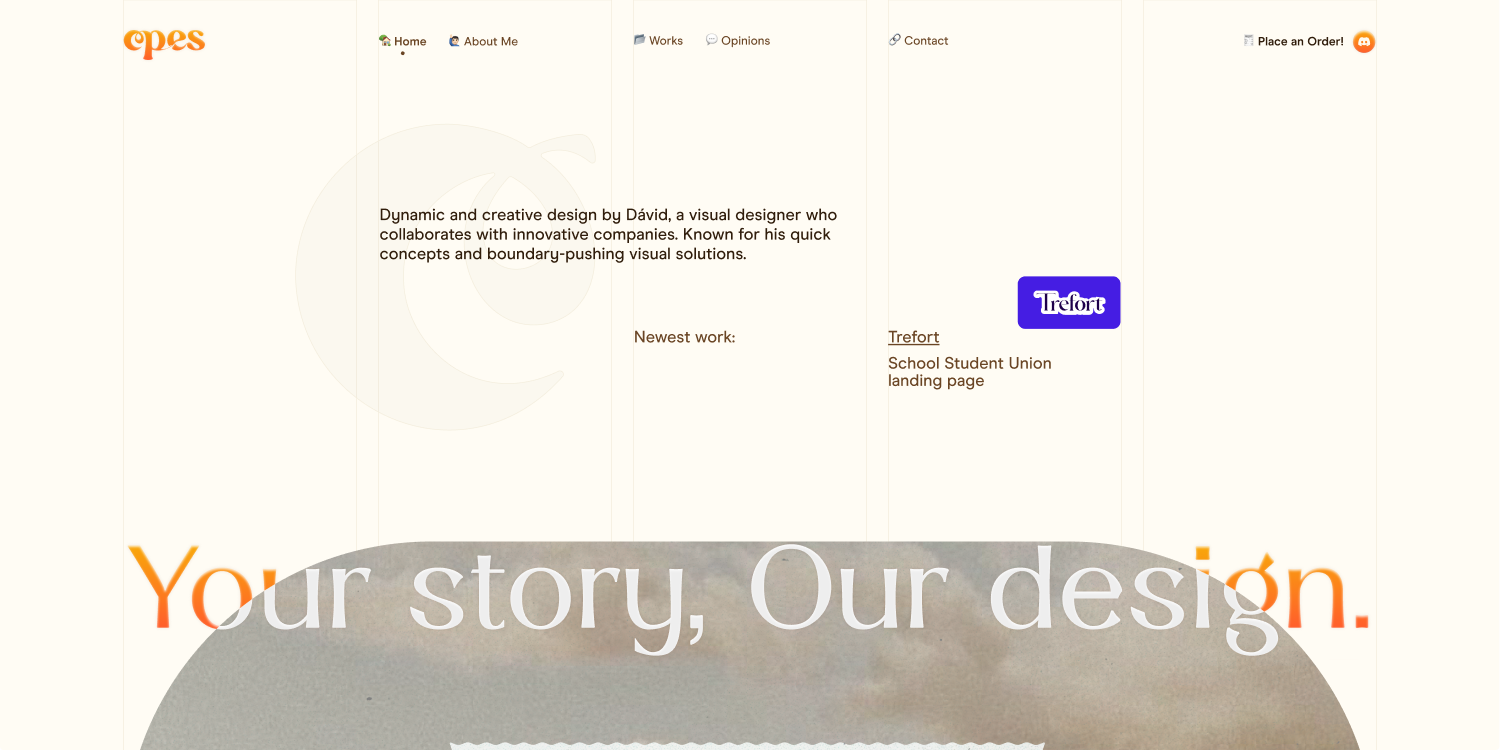 epes
Home
About Me
Works
Opinions
Contact
Place an Order!
Dynamic and creative design by Dávid, a visual designer who
collaborates with innovative companies. Known for his quick
concepts and boundary-pushing visual solutions.
Trefort
Newest work:
Trefort
School Student Union
landing page
Your story, Our design.